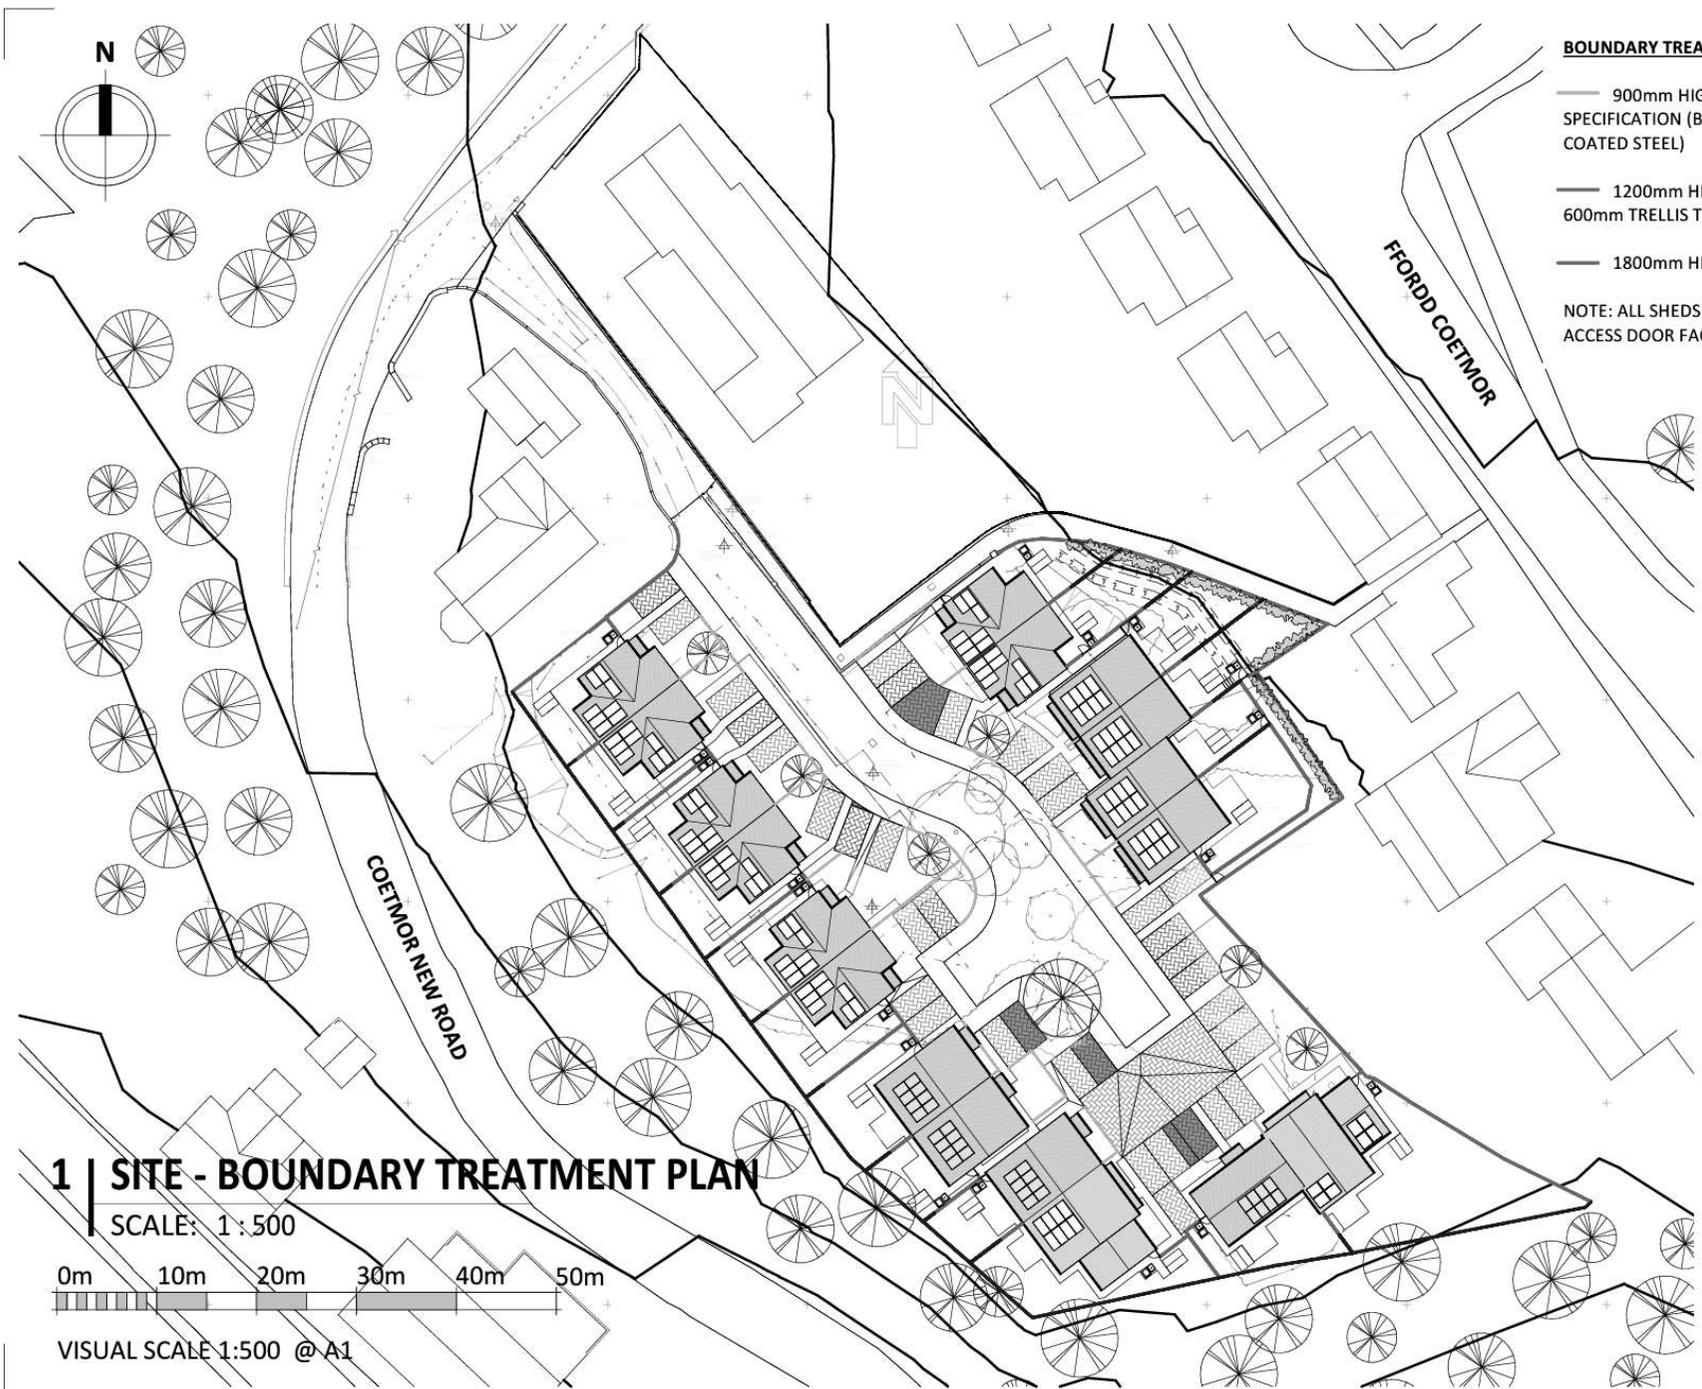 N
BOUNDARY TREA
900mm HIG
SPECIFICATION (B
COATED STEEL)
1200mm HI
600mm TRELLIS T
1800mm HI
NOTE: ALL SHEDS
ACCESS DOOR FAC
FFORDD COETMOR
N
COETMOR NEW ROAD
1 SITE - BOUNDARY TREATMENT PLAN
SCALE: 1 : 500
0m 10m 20m 30m 40m 50m
VISUAL SCALE 1:500 @ A1